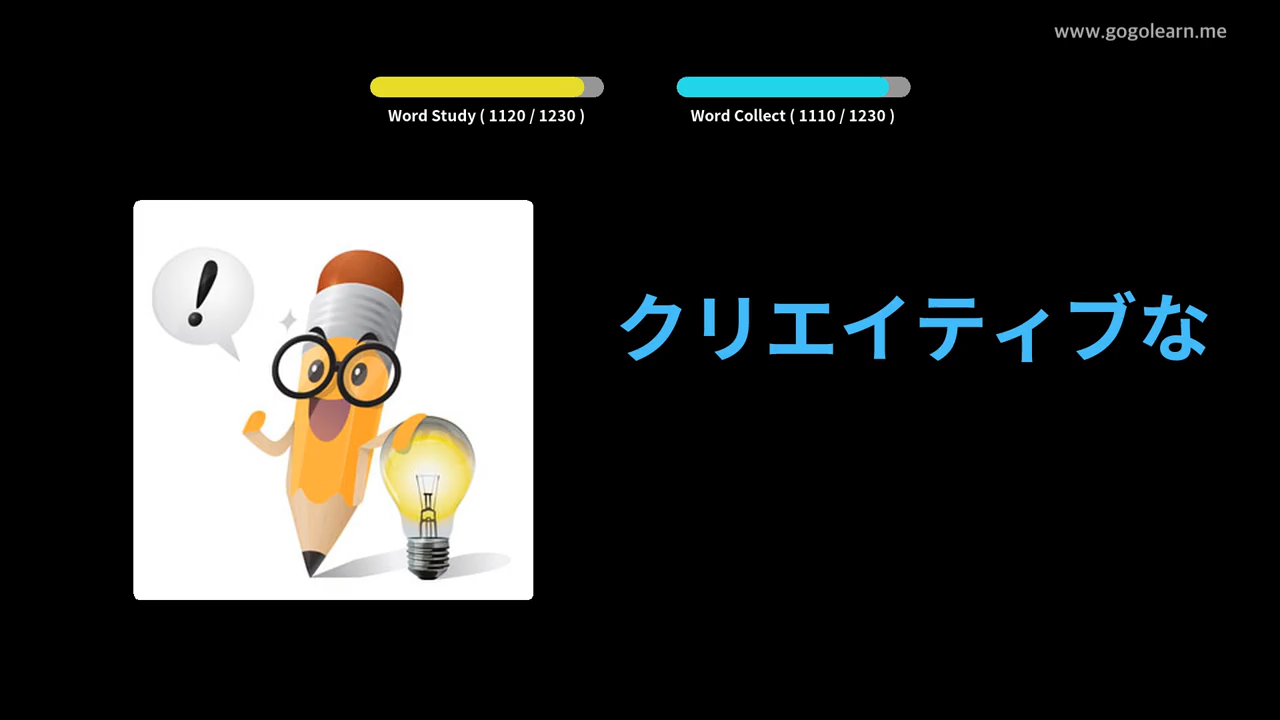 www.gogolearn.me
Word Study ( 1120 / 1230 )
Word Collect ( 1110 / 1230 )
!
クリエイティブな